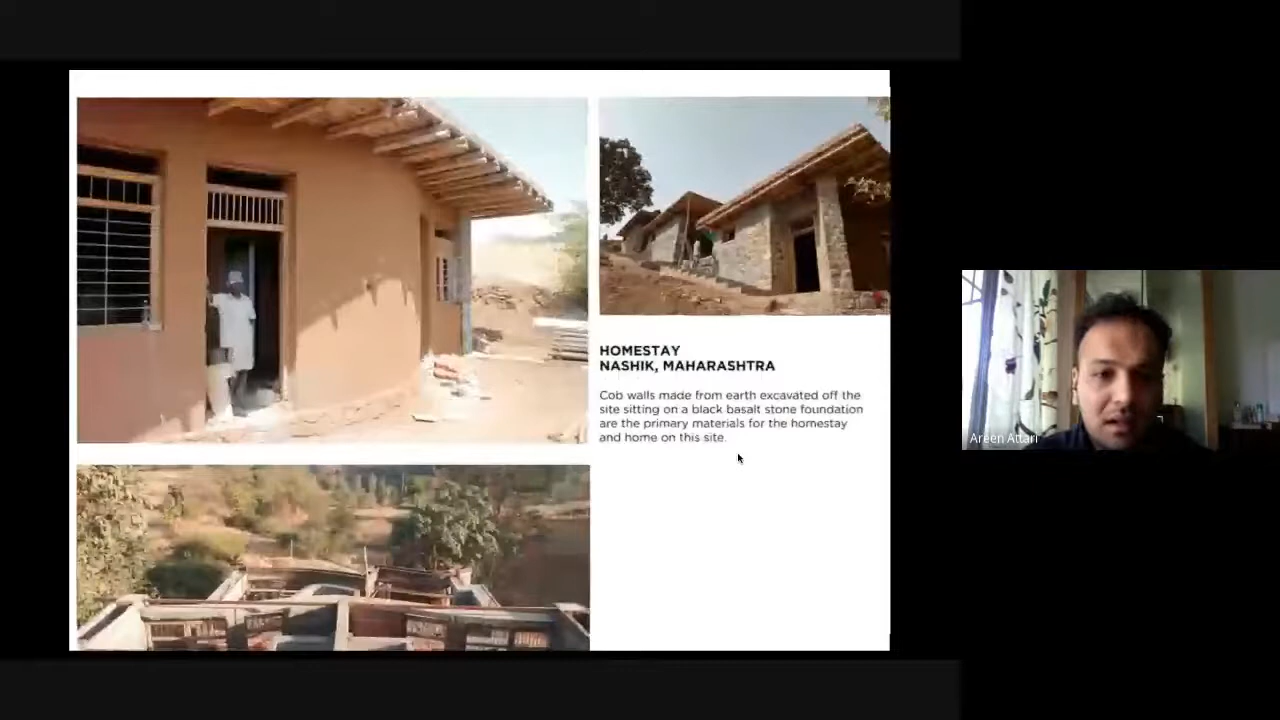 HOMESTAY
NASHIK, MAHARASHTRA
Cob walls made from earth excavated off the
site sitting on a black basalt stone foundation
are the primary materials for the homestay
and home on this site.
Areen Attari